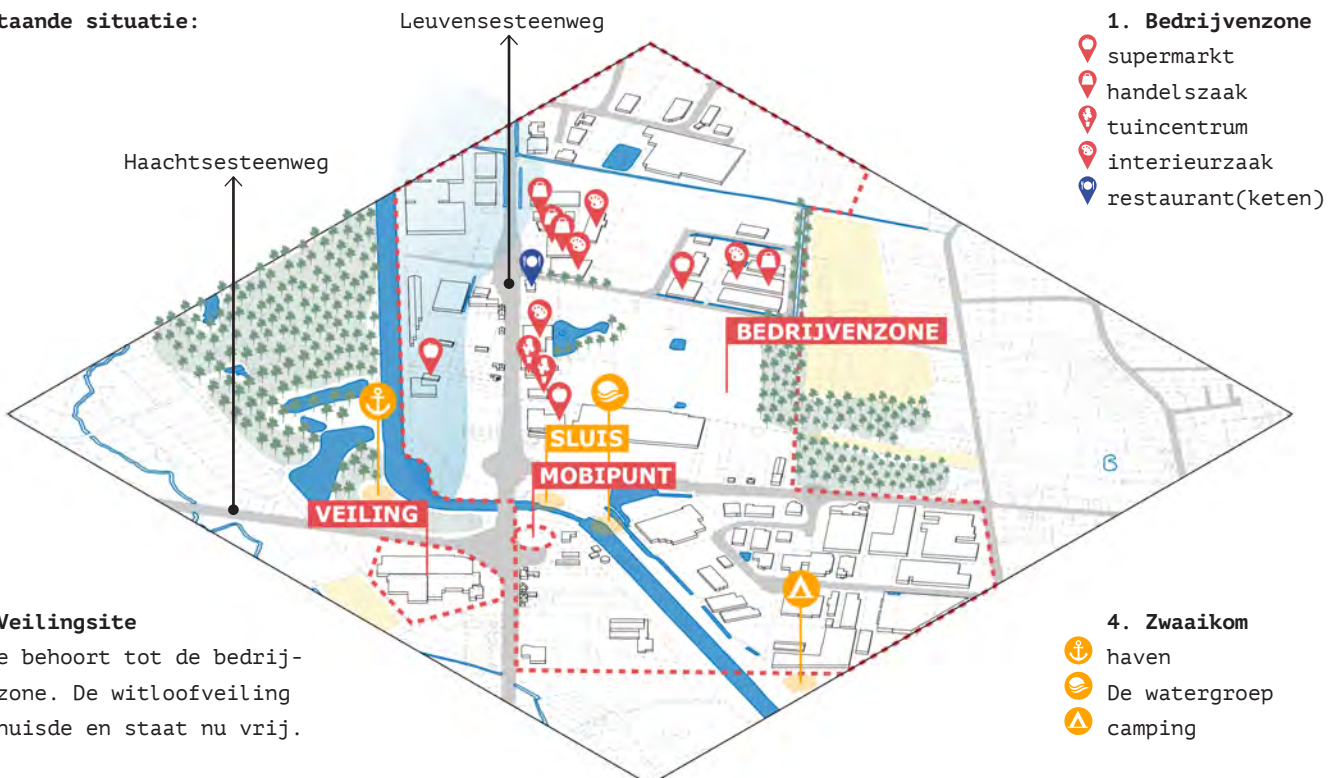 taande situatie:
Leuvensesteenweg
Haachtsesteenweg
1. Bedrijvenzone
supermarkt
handelszaak
tuincentrum
interieurzaak
restaurant(keten)
BEDRIJVENZONE
SLUIS
MOBIPUNT
VEILING
Veilingsite
e behoort tot de bedrij-
zone. De witloofveiling
huisde en staat nu vrij.
4. Zwaaikom
haven
De watergroep
camping